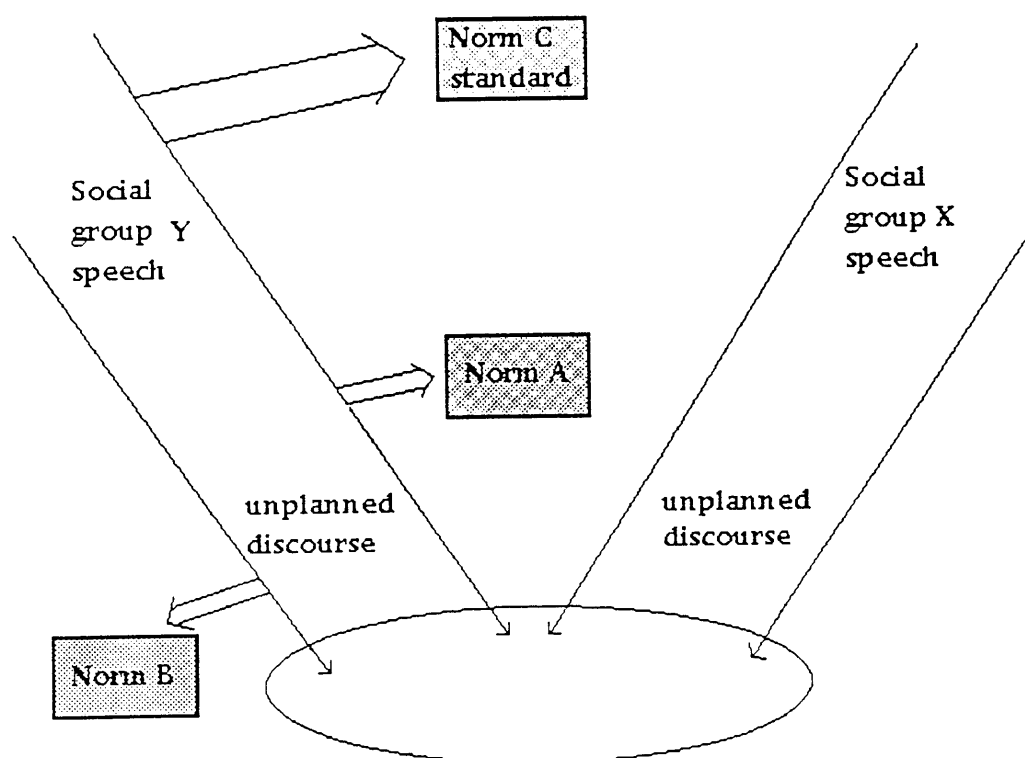 Norm C
standard
Social
group Y
speech
Social
group X
speech
Norm A
unplanned
discourse
unplanned
discourse
Norm B